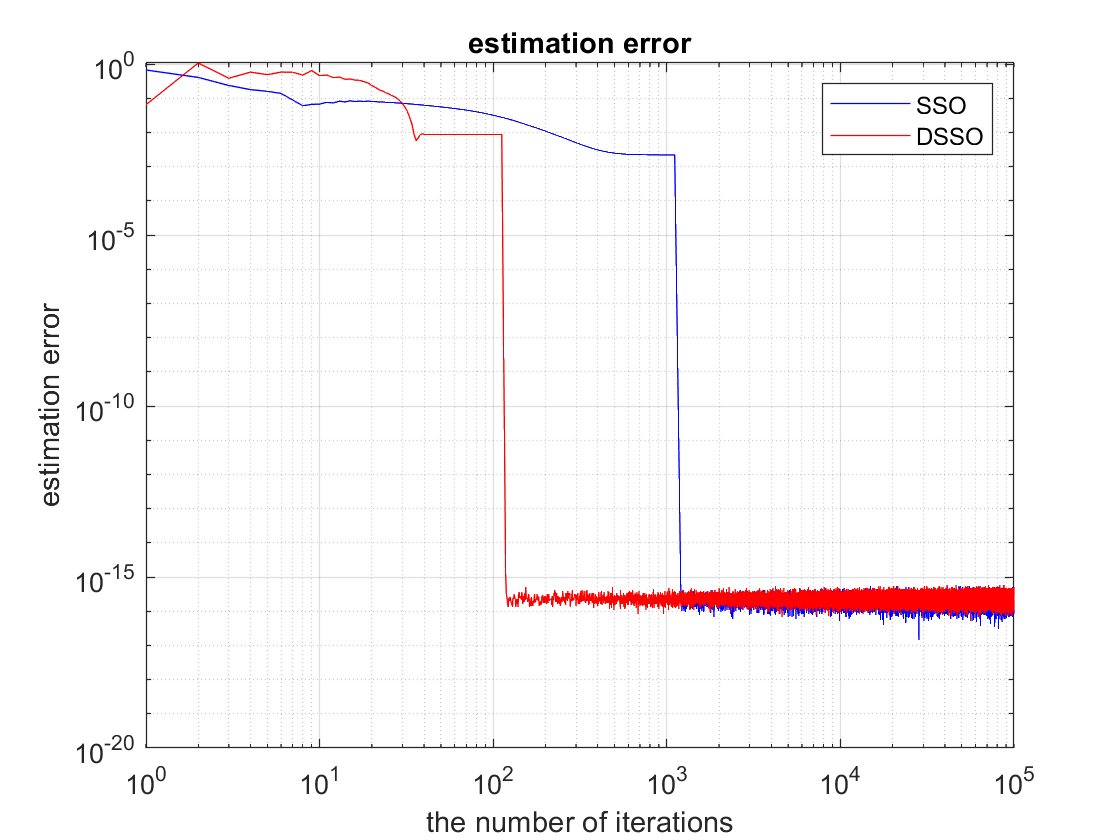 estimation error
SSO
DSSO
estimation error
10^0
10^-5
10^-10
10^-15
10^-20
10^0 10^1 10^2 10^3 10^4 10^5
the number of iterations